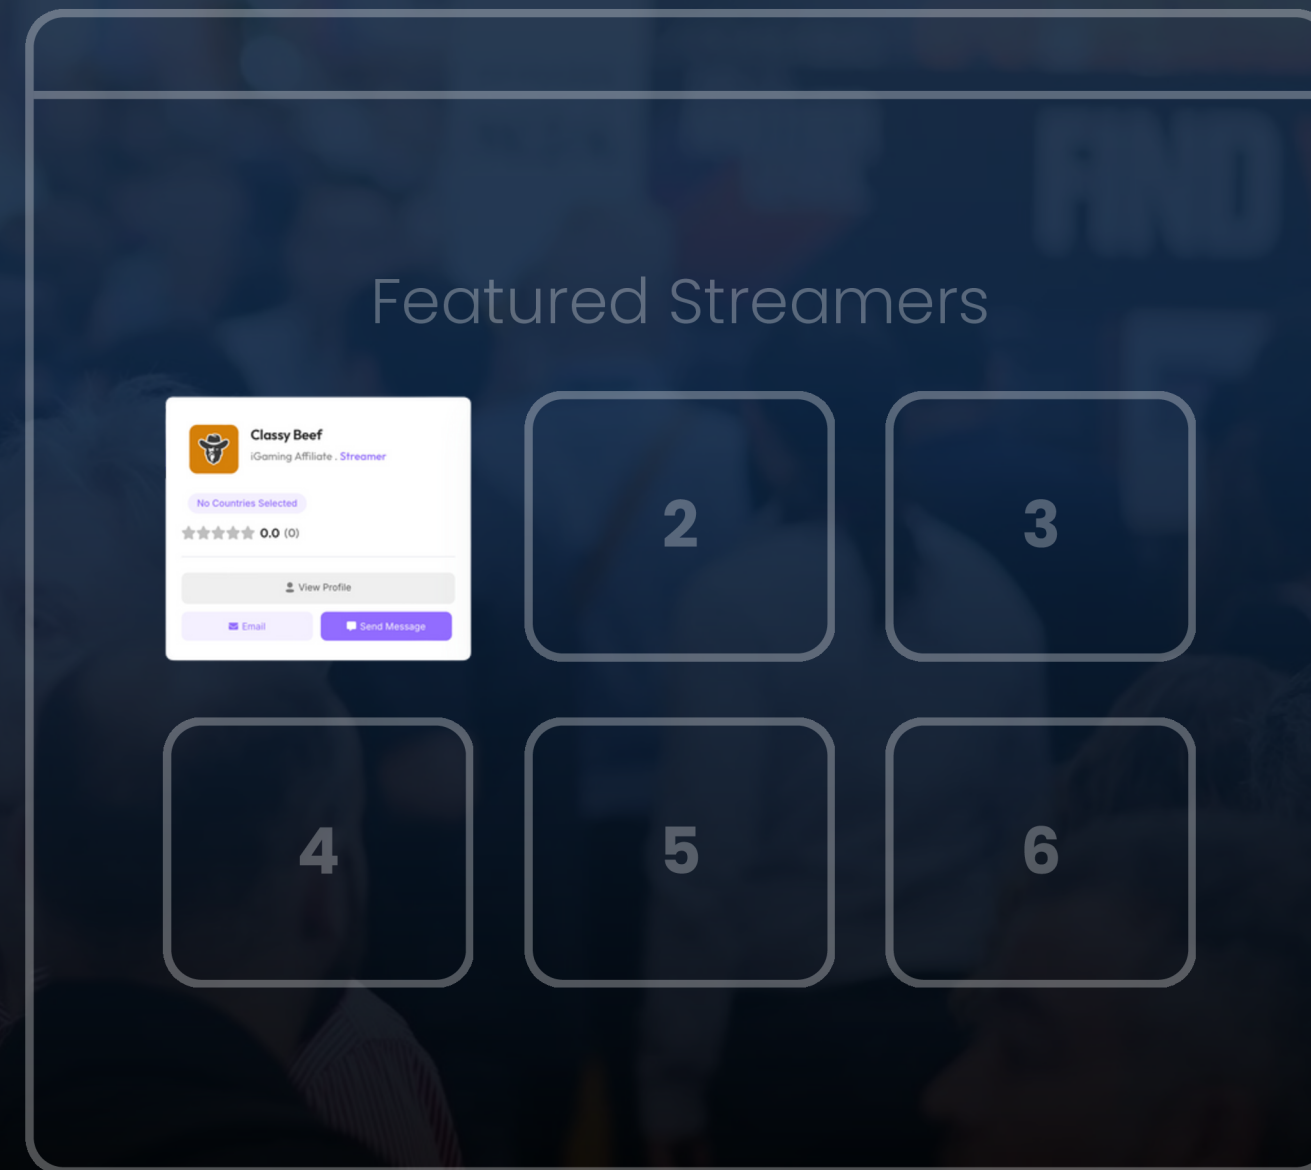 AND
Featured Streamers
Classy Beef
iGaming Affiliate . Streamer
No Countries Selected
0.0 (0)
View Profile
Email
Send Message
2
3
4
5
6